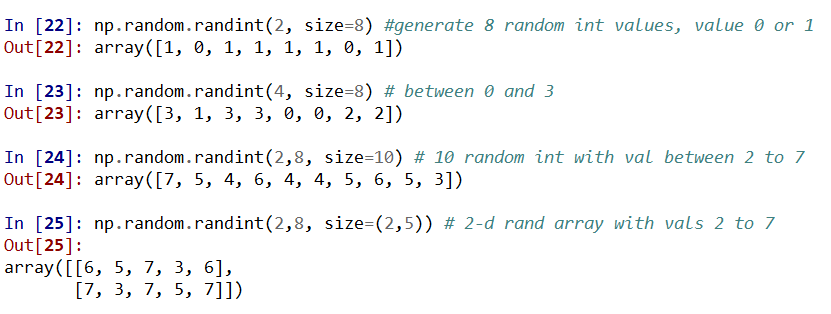 In [22]: np.random.randint(2, size=8) #generate 8 random int values, value 0 or 1
Out[22]: array([1, 0, 1, 1, 1, 1, 0, 1])
In [23]: np.random.randint(4, size=8) # between 0 and 3
Out[23]: array([3, 1, 3, 3, 0, 0, 2, 2])
In [24]: np.random.randint(2,8, size=10) # 10 random int with val between 2 to 7
Out[24]: array([7, 5, 4, 6, 4, 4, 5, 6, 5, 3])
In [25]: np.random.randint(2,8, size=(2,5)) # 2-d rand array with vals 2 to 7
Out[25]:
array([[6, 5, 7, 3, 6],
       [7, 3, 7, 5, 7]])